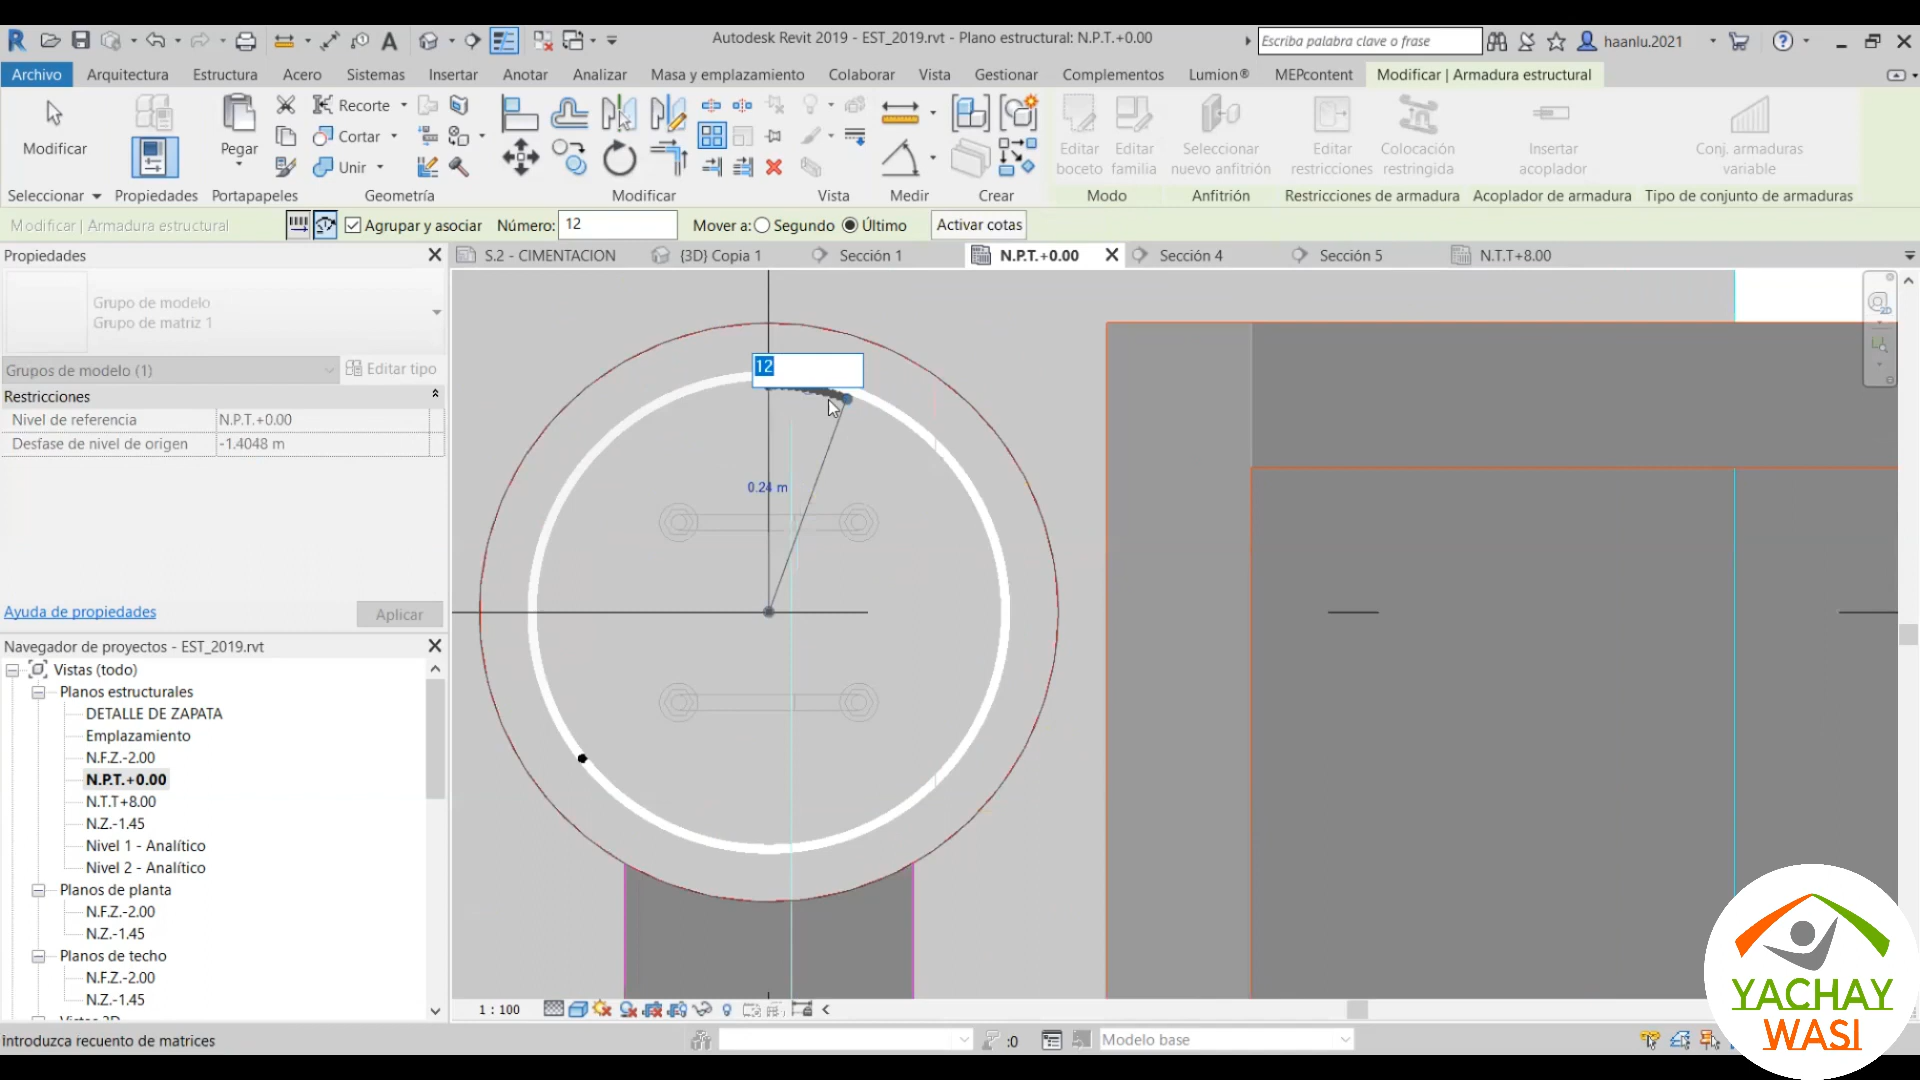 Autodesk Revit 2019 - EST_2019.rvt - Plano estructural: N.P.T.+0.00
Escriba palabra clave o frase
haanlu.2021
Archivo Arquitectura Estructura Acero Sistemas Insertar Anotar Analizar Masa y emplazamiento Colaborar Vista Gestionar Complementos Lumion® MEPcontent Modificar | Armadura estructural
Modificar
Pegar
Recorte
Cortar
Unir
Editar boceto
Editar familia
Seleccionar nuevo anfitrión
Editar restricciones
Colocación restringida
Insertar acoplador
Conj. armaduras variable
Seleccionar Propiedades Portapapeles Geometría Modificar Vista Medir Crear Modo Anfitrión Restricciones de armadura Acoplador de armadura Tipo de conjunto de armaduras
Modificar | Armadura estructural Agrupar y asociar Número: 12 Mover a: Segundo Último Activar cotas
Propiedades
S.2 - CIMENTACION {3D} Copia 1 Sección 1 N.P.T.+0.00 Sección 4 Sección 5 N.T.T+8.00
Grupo de modelo
Grupo de matriz 1
Grupos de modelo (1) Editar tipo
Restricciones
Nivel de referencia N.P.T.+0.00
Desfase de nivel de origen -1.4048 m
Ayuda de propiedades Aplicar
12
0.24 m
2D
Navegador de proyectos - EST_2019.rvt
Vistas (todo)
Planos estructurales
DETALLE DE ZAPATA
Emplazamiento
N.F.Z.-2.00
N.P.T.+0.00
N.T.T+8.00
N.Z.-1.45
Nivel 1 - Analítico
Nivel 2 - Analítico
Planos de planta
N.F.Z.-2.00
N.Z.-1.45
Planos de techo
N.F.Z.-2.00
N.Z.-1.45
1 : 100
Introduzca recuento de matrices
:0
Modelo base
YACHAY
WASI